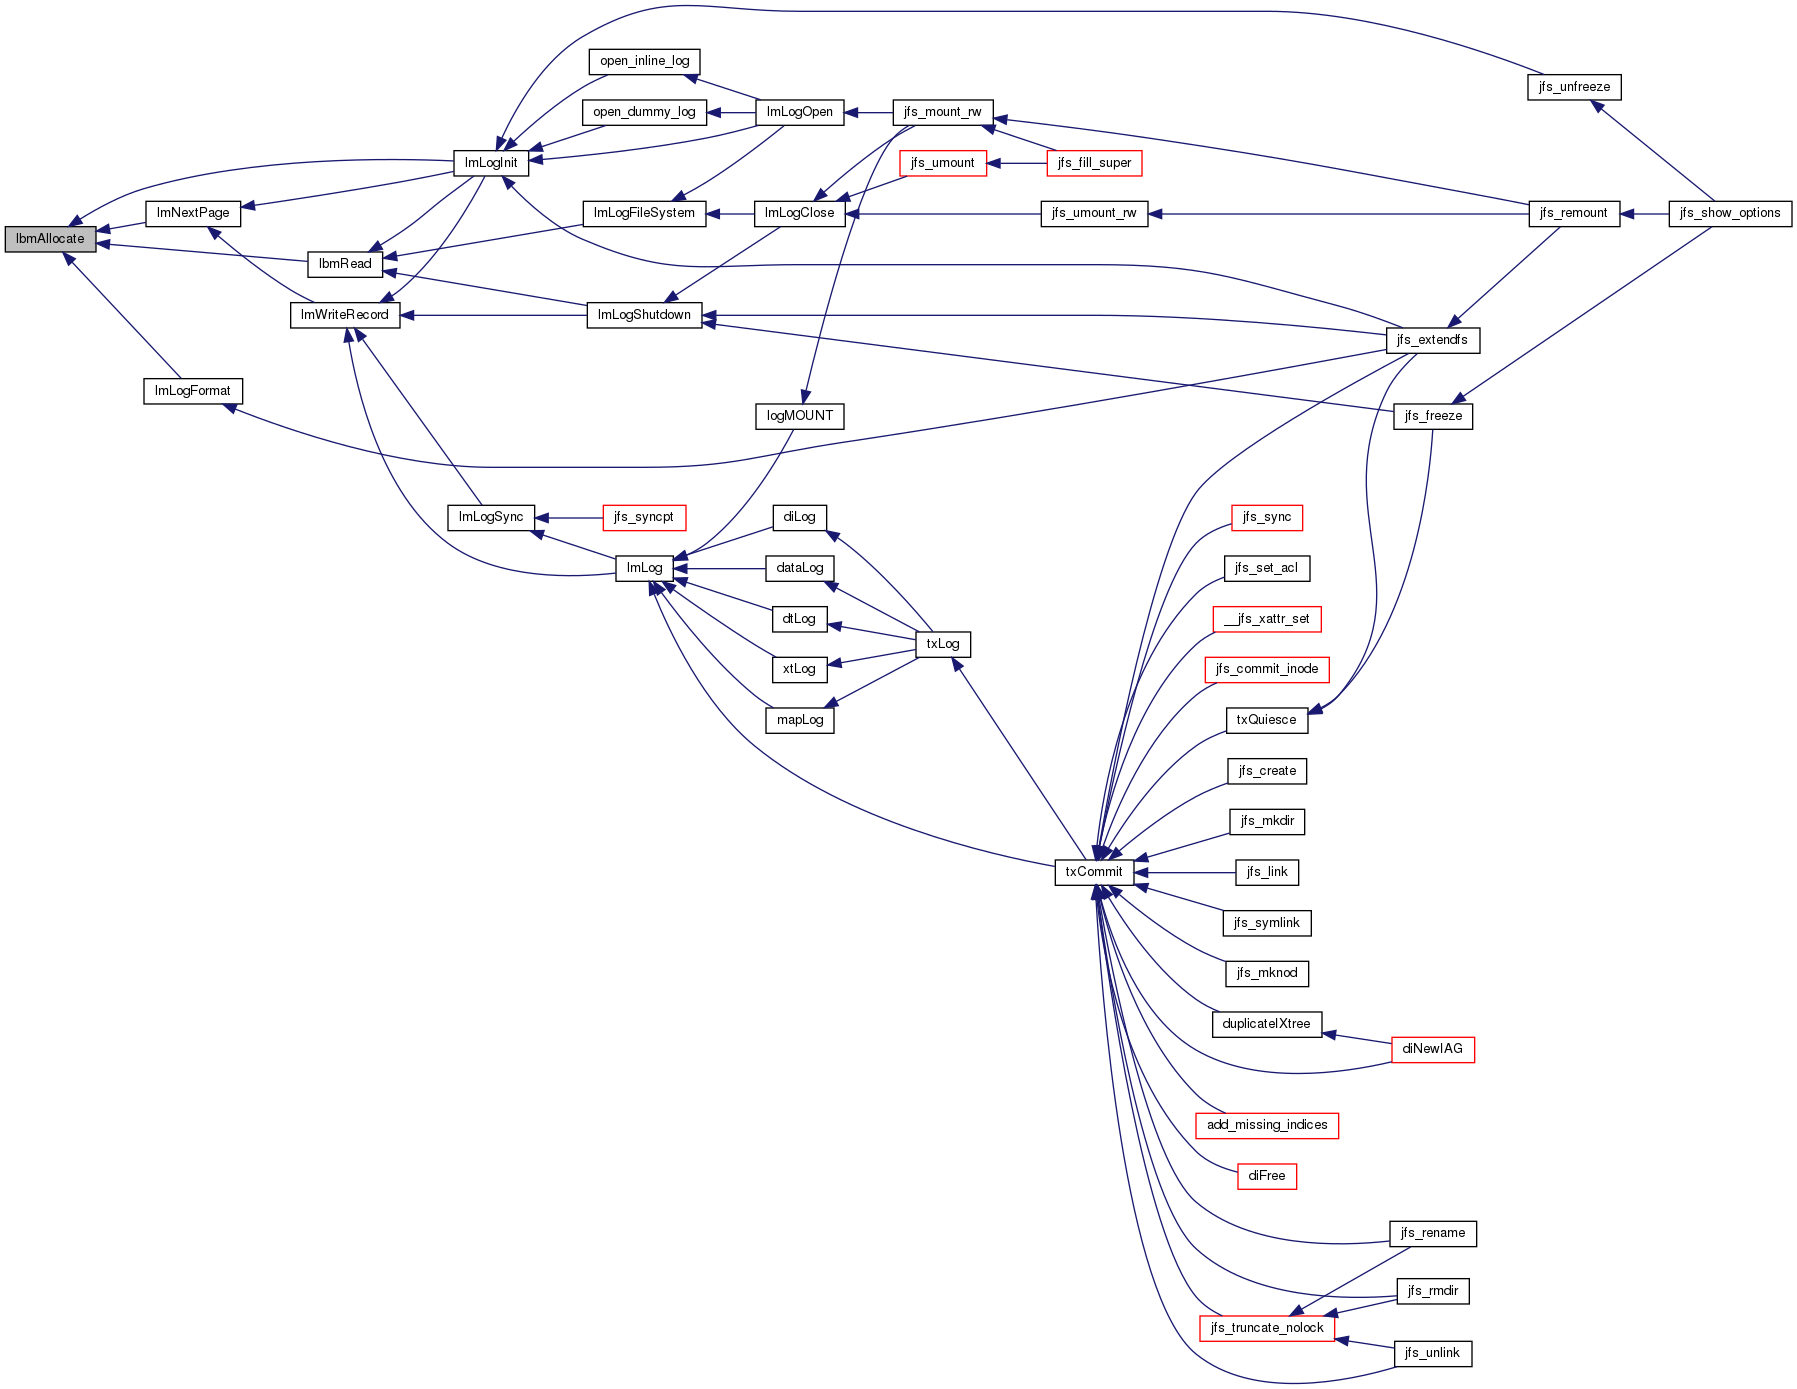 open_inline_log
jfs_unfreeze
open_dummy_log
lmLogOpen
jfs_mount_rw
lmLogInit
jfs_umount
jfs_fill_super
lmNextPage
lmLogFileSystem
lmLogClose
jfs_umount_rw
jfs_remount
jfs_show_options
lbmAllocate
lbmRead
lmWriteRecord
lmLogShutdown
jfs_extendfs
lmLogFormat
logMOUNT
jfs_freeze
lmLogSync
jfs_syncpt
diLog
jfs_sync
lmLog
dataLog
jfs_set_acl
dtLog
__jfs_xattr_set
txLog
xtLog
jfs_commit_inode
mapLog
txQuiesce
jfs_create
jfs_mkdir
txCommit
jfs_link
jfs_symlink
jfs_mknod
duplicateIXtree
diNewIAG
add_missing_indices
diFree
jfs_rename
jfs_rmdir
jfs_truncate_nolock
jfs_unlink